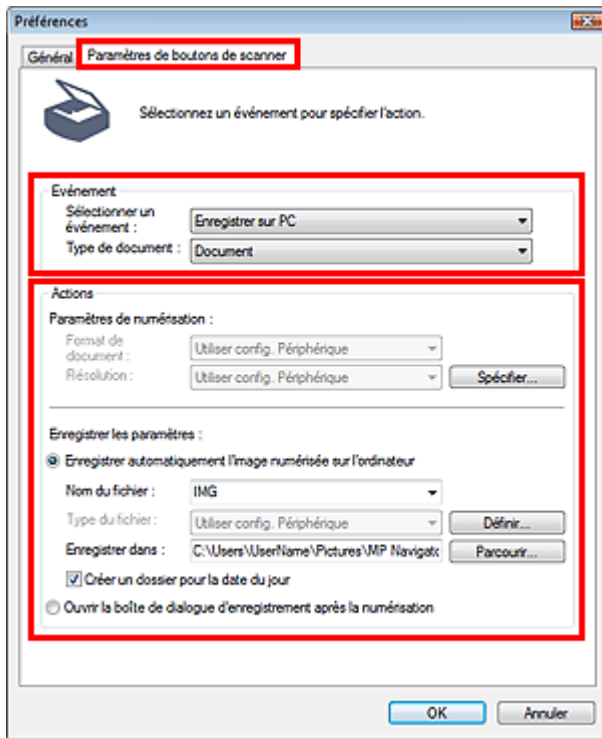 Préférences
Général
Paramètres de boutons de scanner
Sélectionnez un événement pour spécifier l'action.
Evénement
Sélectionner un
événement :
Enregistrer sur PC
Type de document :
Document
Actions
Paramètres de numérisation :
Format de
document :
Utiliser config. Périphérique
Résolution :
Utiliser config. Périphérique
Spécifier...
Enregistrer les paramètres :
Enregistrer automatiquement l'image numérisée sur l'ordinateur
Nom du fichier :
IMG
Type du fichier :
Utiliser config. Périphérique
Définir...
Enregistrer dans :
C:\Users\UserName\Pictures\MP Navigato
Parcourir...
Créer un dossier pour la date du jour
Ouvrir la boîte de dialogue d'enregistrement après la numérisation
OK
Annuler